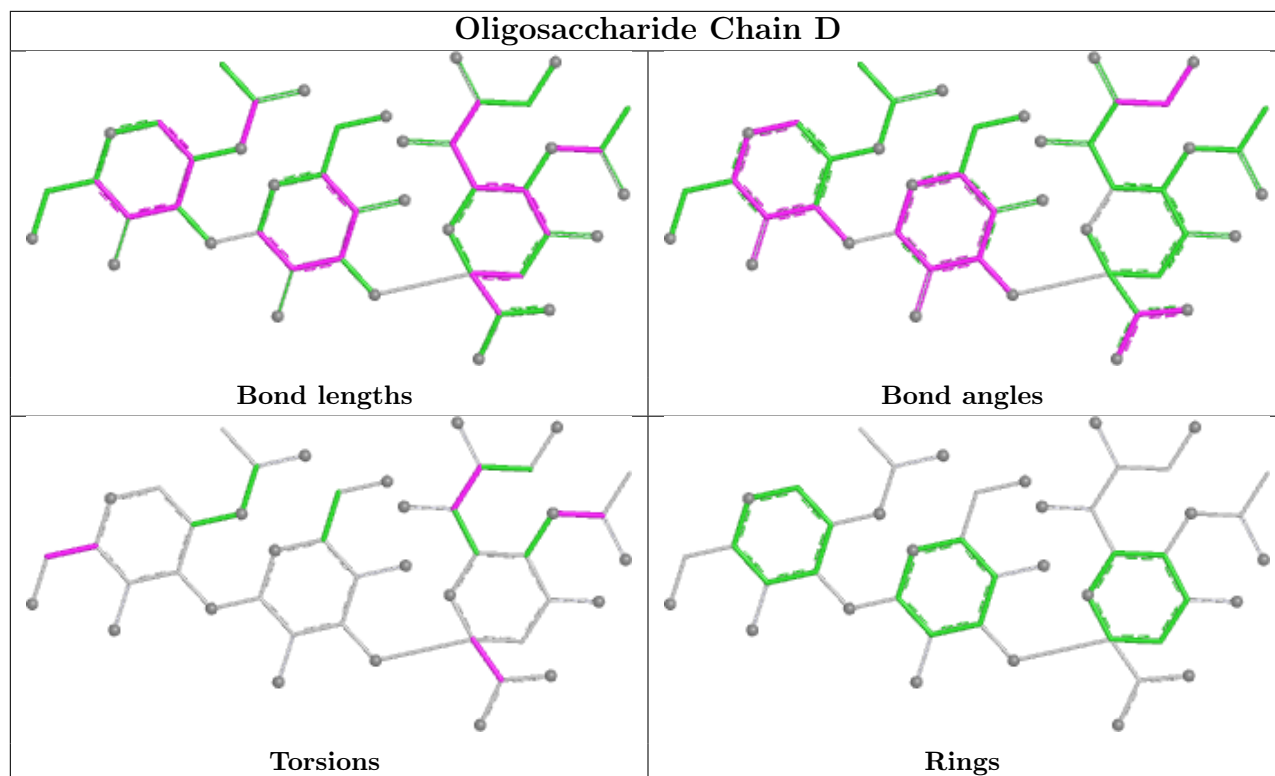 Oligosaccharide Chain D
Bond lengths
Bond angles
Torsions
Rings